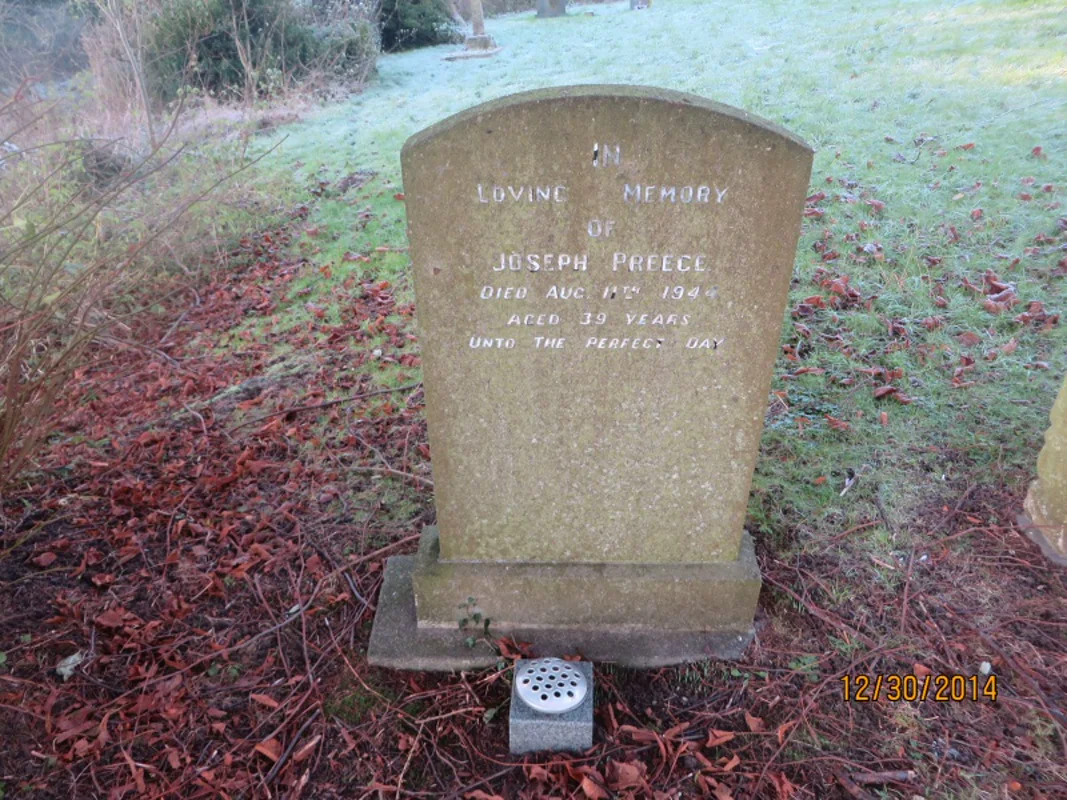 IN
LOVING MEMORY
OF
JOSEPH PREECE
DIED AUG. 11TH 1944
AGED 39 YEARS
UNTO THE PERFECT DAY
12/30/2014